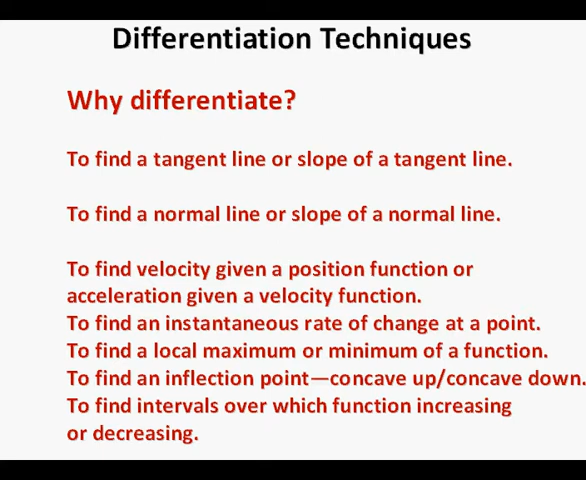 Differentiation Techniques
Why differentiate?
To find a tangent line or slope of a tangent line.
To find a normal line or slope of a normal line.
To find velocity given a position function or
acceleration given a velocity function.
To find an instantaneous rate of change at a point.
To find a local maximum or minimum of a function.
To find an inflection point—concave up/concave down.
To find intervals over which function increasing
or decreasing.